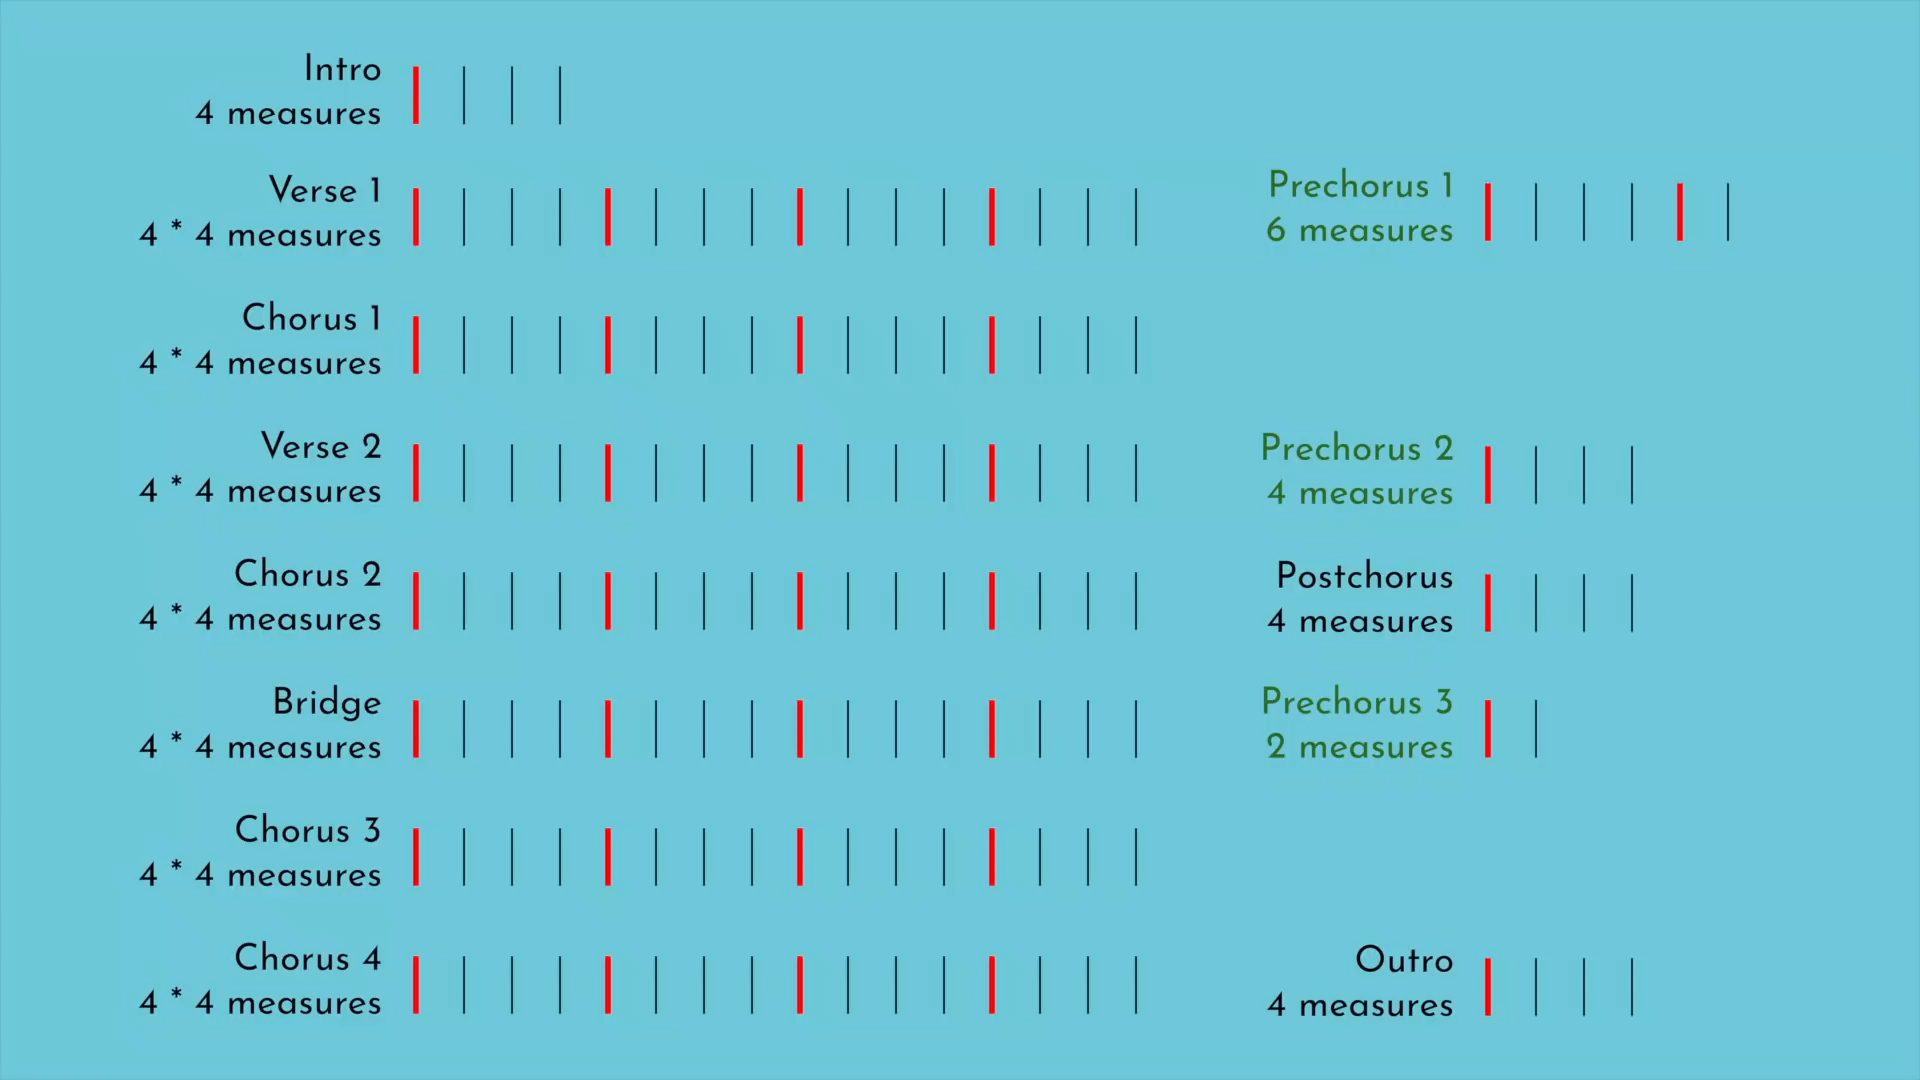 Intro
4 measures
Verse 1
4 * 4 measures
Prechorus 1
6 measures
Chorus 1
4 * 4 measures
Verse 2
4 * 4 measures
Prechorus 2
4 measures
Chorus 2
4 * 4 measures
Postchorus
4 measures
Bridge
4 * 4 measures
Prechorus 3
2 measures
Chorus 3
4 * 4 measures
Chorus 4
4 * 4 measures
Outro
4 measures